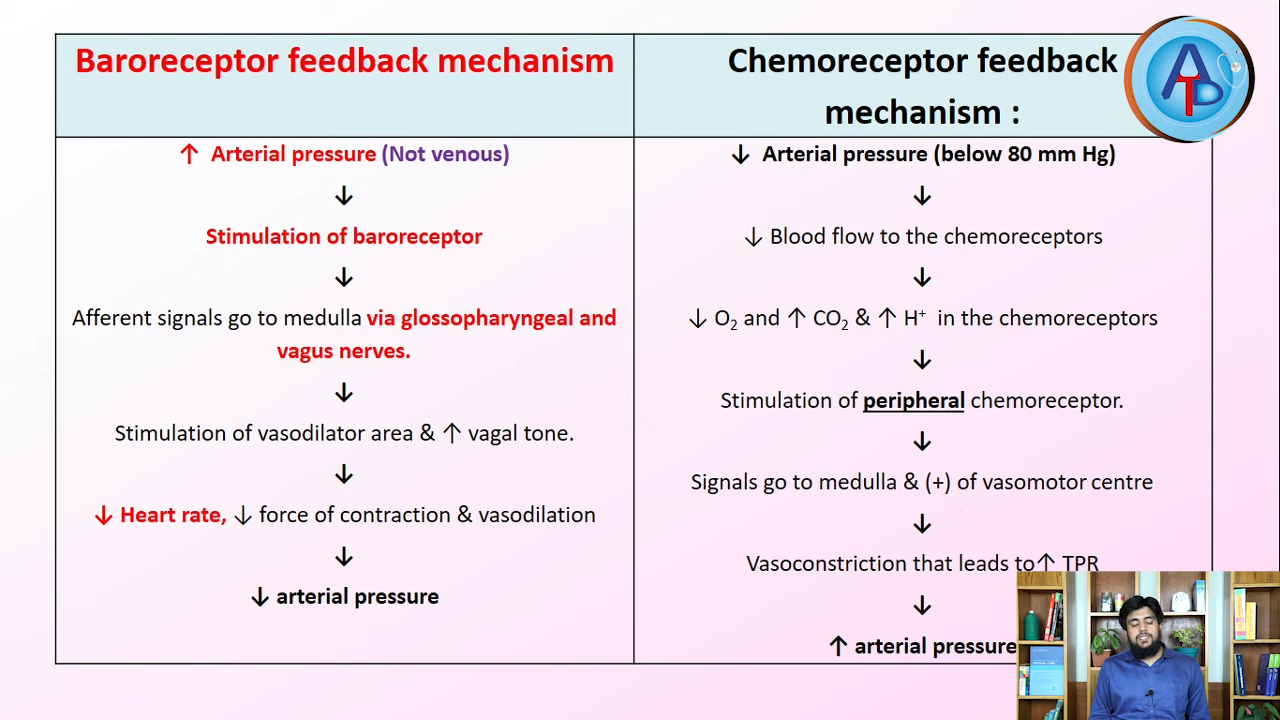 Baroreceptor feedback mechanism
↑ Arterial pressure (Not venous)
↓
Stimulation of baroreceptor
↓
Afferent signals go to medulla via glossopharyngeal and
vagus nerves.
↓
Stimulation of vasodilator area & ↑ vagal tone.
↓
↓ Heart rate, ↓ force of contraction & vasodilation
↓
↓ arterial pressure
Chemoreceptor feedback
mechanism :
↓ Arterial pressure (below 80 mm Hg)
↓
↓ Blood flow to the chemoreceptors
↓
↓ O₂ and ↑ CO₂ & ↑ H⁺ in the chemoreceptors
↓
Stimulation of peripheral chemoreceptor.
↓
Signals go to medulla & (+) of vasomotor centre
↓
Vasoconstriction that leads to↑ TPR
↓
↑ arterial pressure
ATB